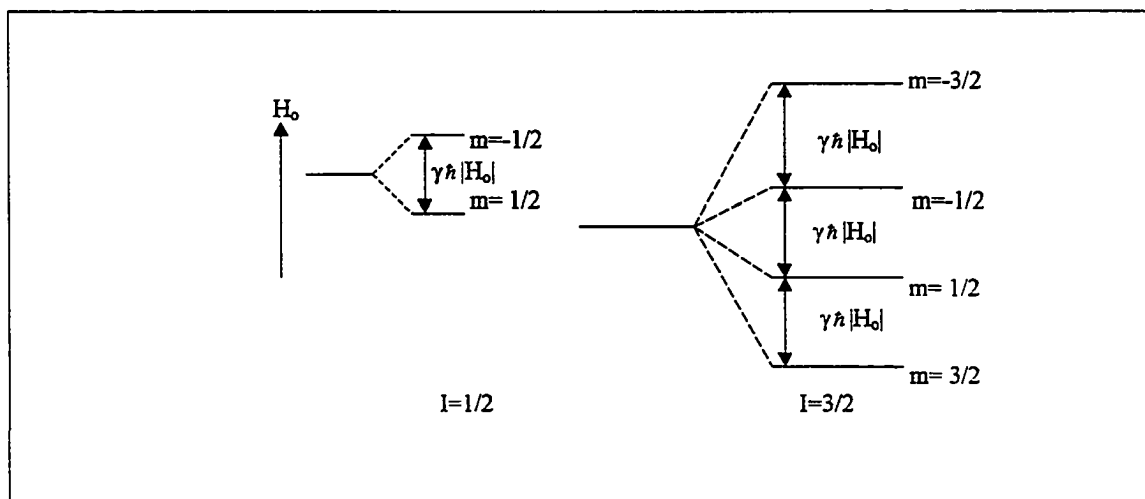 H₀
m=-1/2
γħ|H₀|
m= 1/2
I=1/2
m=-3/2
γħ|H₀|
m=-1/2
γħ|H₀|
m= 1/2
γħ|H₀|
m= 3/2
I=3/2